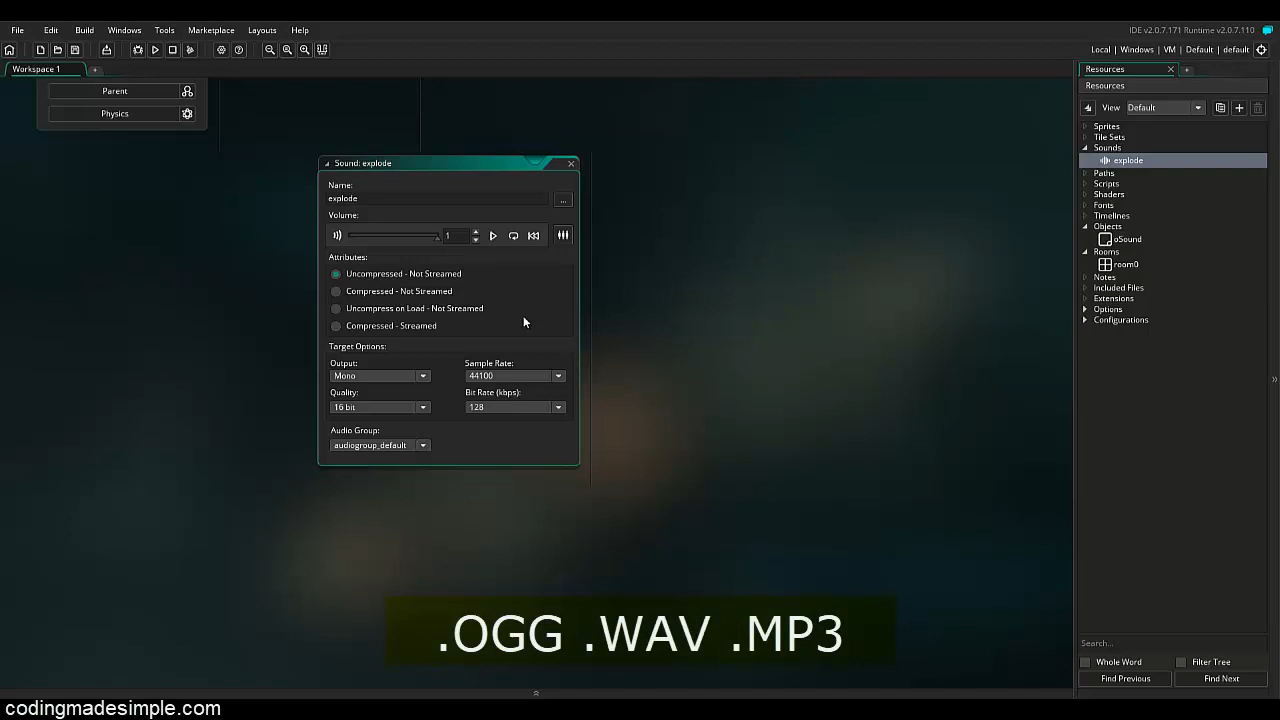 File Edit Build Windows Tools Marketplace Layouts Help
IDE v2.0.7.171 Runtime v2.0.7.110
Local | Windows | VM | Default | default
Workspace 1
Resources
Resources
Parent
Physics
View Default
Sprites
Tile Sets
Sounds
explode
Paths
Scripts
Shaders
Fonts
Timelines
Objects
oSound
Rooms
room0
Notes
Included Files
Extensions
Options
Configurations
Sound: explode
Name:
explode
...
Volume:
1
Attributes:
Uncompressed - Not Streamed
Compressed - Not Streamed
Uncompress on Load - Not Streamed
Compressed - Streamed
Target Options:
Output: Sample Rate:
Mono 44100
Quality: Bit Rate (kbps):
16 bit 128
Audio Group:
audiogroup_default
.OGG .WAV .MP3
Search...
Whole Word Filter Tree
Find Previous Find Next
codingmadesimple.com